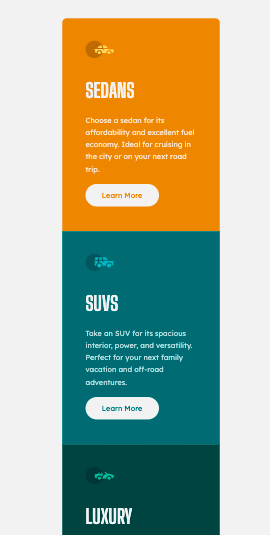 SEDANS
Choose a sedan for its
affordability and excellent fuel
economy. Ideal for cruising in
the city or on your next road
trip.
Learn More
SUVS
Take an SUV for its spacious
interior, power, and versatility.
Perfect for your next family
vacation and off-road
adventures.
Learn More
LUXURY